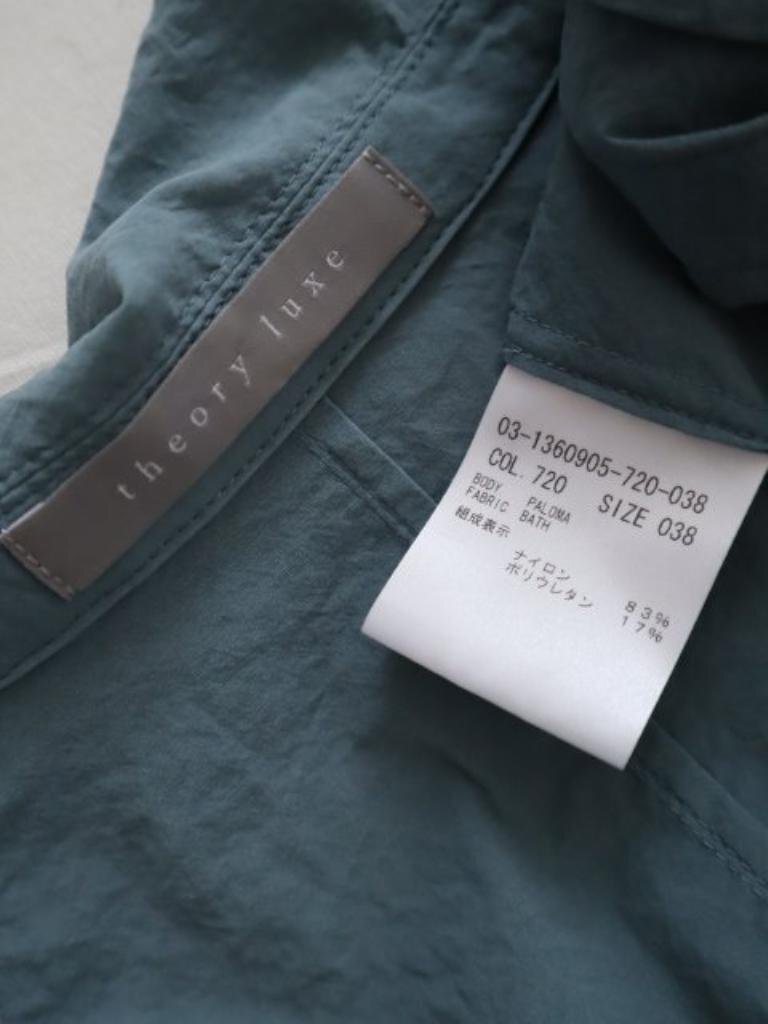 theory luxe
03-1360905-720-038
COL. 720 SIZE 038
BODY PALOMA
FABRIC BATH
組成表示
ナイロン 83%
ポリウレタン 17%